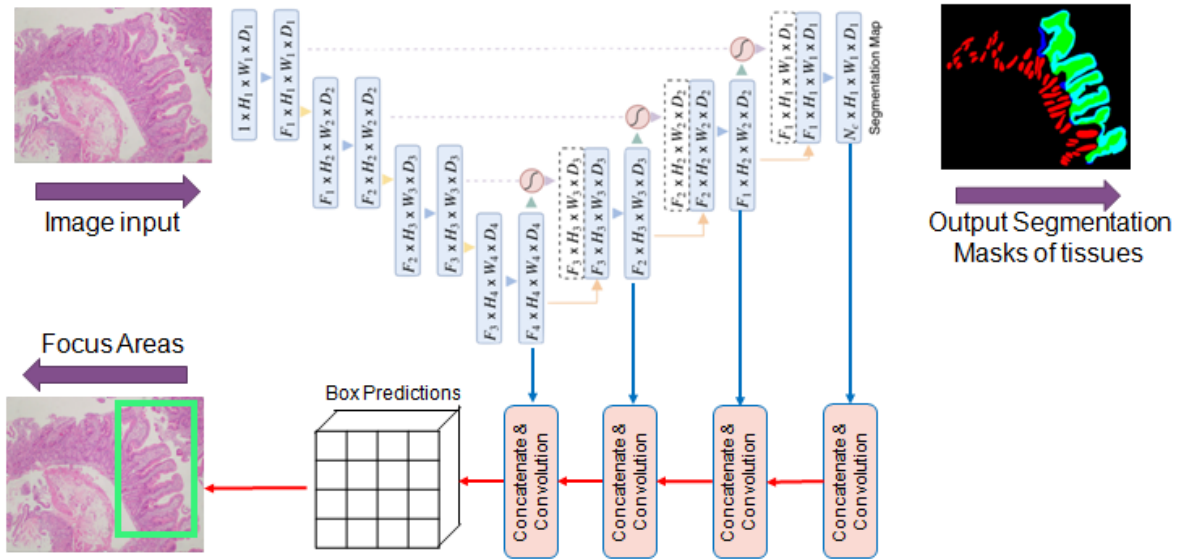 1 x H₁ x W₁ x D₁
F₁ x H₁ x W₁ x D₁
F₁ x H₂ x W₂ x D₂
F₂ x H₂ x W₂ x D₂
F₂ x H₃ x W₃ x D₃
F₃ x H₃ x W₃ x D₃
F₃ x H₄ x W₄ x D₄
F₄ x H₄ x W₄ x D₄
F₃ x H₃ x W₃ x D₃
F₃ x H₃ x W₃ x D₃
F₂ x H₃ x W₃ x D₃
F₂ x H₂ x W₂ x D₂
F₂ x H₂ x W₂ x D₂
F₁ x H₂ x W₂ x D₂
F₁ x H₁ x W₁ x D₁
F₁ x H₁ x W₁ x D₁
N꜀ x H₁ x W₁ x D₁
Segmentation Map
Image input
Output Segmentation
Masks of tissues
Focus Areas
Box Predictions
Concatenate &
Convolution
Concatenate &
Convolution
Concatenate &
Convolution
Concatenate &
Convolution